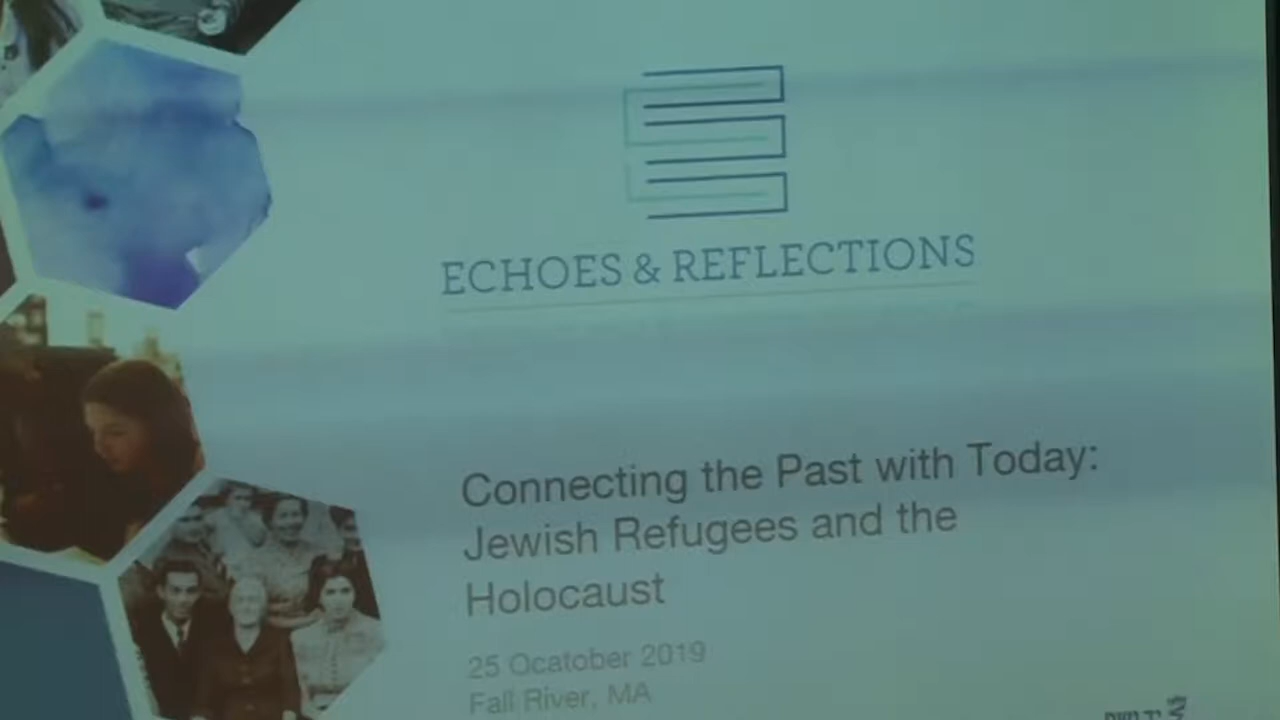 ECHOES & REFLECTIONS
Connecting the Past with Today:
Jewish Refugees and the
Holocaust
25 Ocatober 2019
Fall River, MA